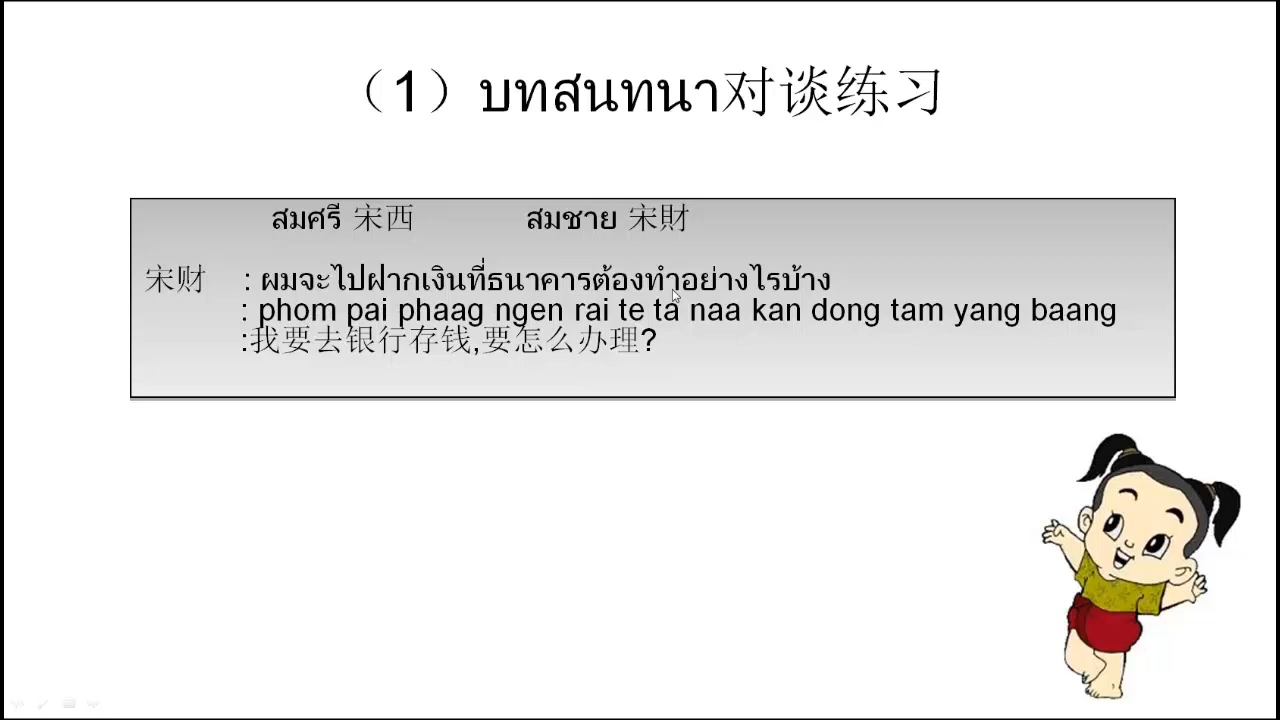 （1）บทสนทนา对谈练习
สมศรี 宋西 สมชาย 宋財
宋财 : ผมจะไปฝากเงินที่ธนาคารต้องทำอย่างไรบ้าง
: phom pai phaag ngen rai te ta naa kan dong tam yang baang
:我要去银行存钱,要怎么办理?